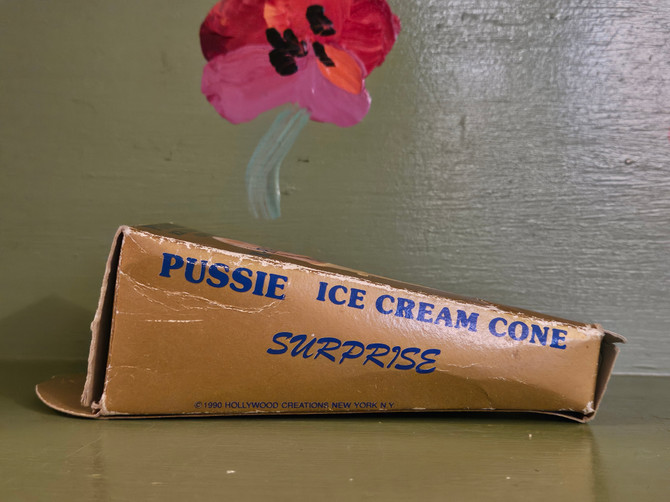 PUSSIE ICE CREAM CONE
SURPRISE
© 1990 HOLLYWOOD CREATIONS NEW YORK N.Y.